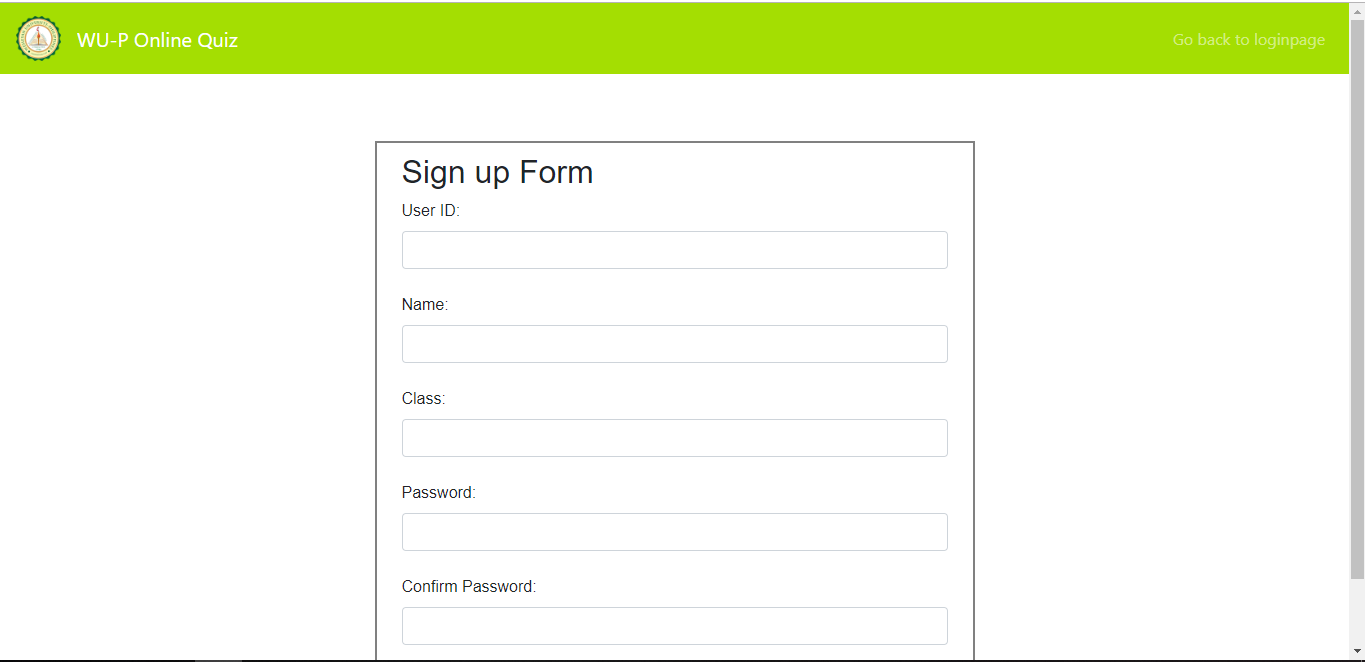 WU-P Online Quiz
Go back to loginpage
Sign up Form
User ID:
Name:
Class:
Password:
Confirm Password: